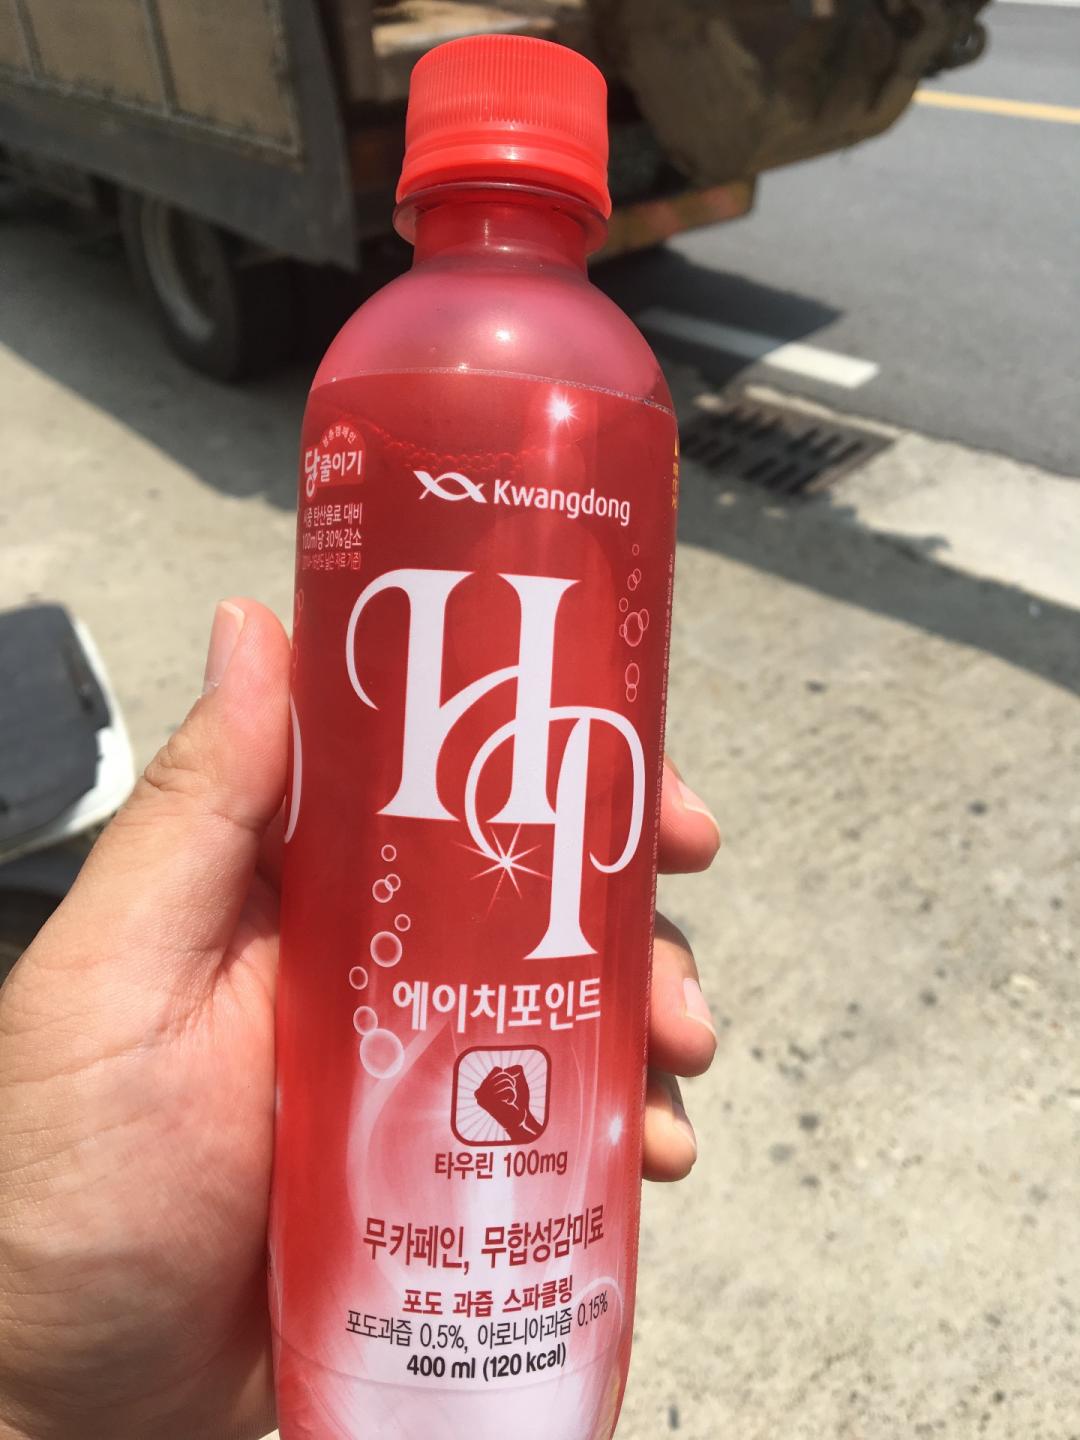 당 줄이기
탄산음료 대비
100ml당 30%감소
Kwangdong
HP
에이치포인트
타우린 100mg
무카페인, 무합성감미료
포도 과즙 스파클링
포도과즙 0.5%, 아로니아과즙 0.15%
400 ml (120 kcal)